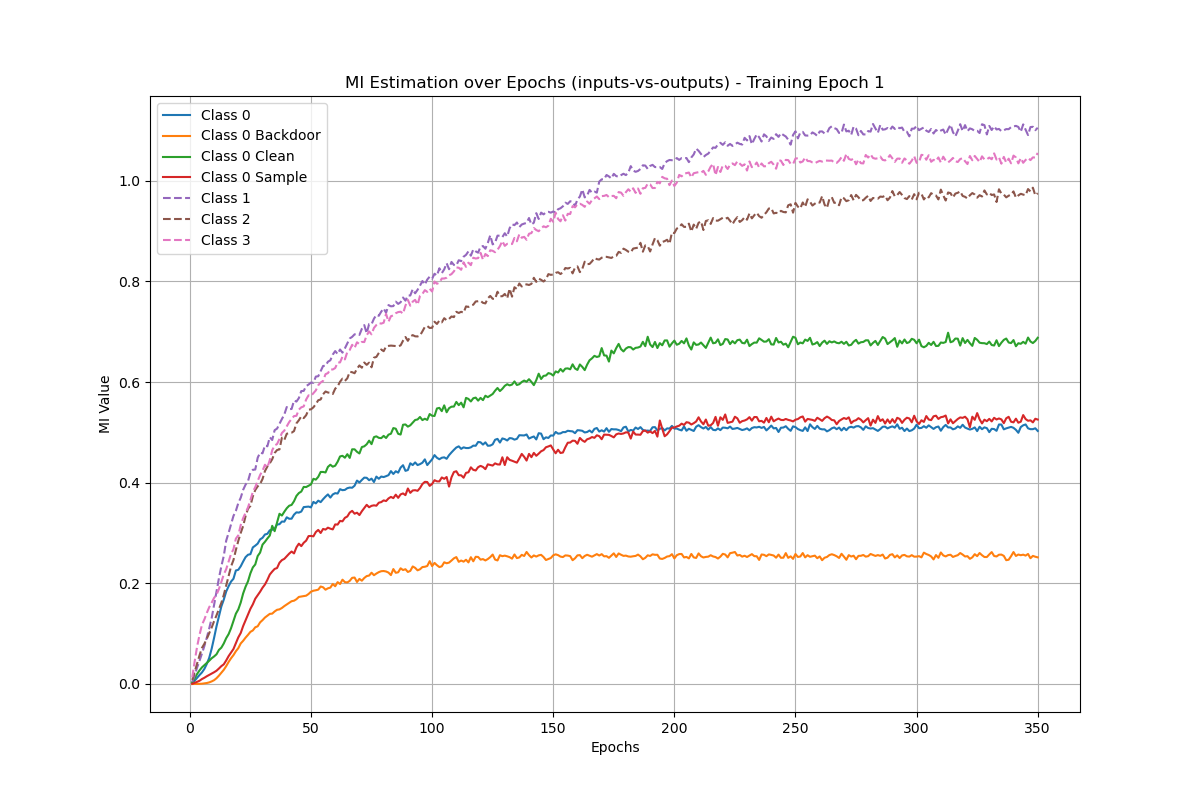 MI Estimation over Epochs (inputs-vs-outputs) - Training Epoch 1
Class 0
Class 0 Backdoor
Class 0 Clean
Class 0 Sample
Class 1
Class 2
Class 3
MI Value
1.0
0.8
0.6
0.4
0.2
0.0
0 50 100 150 200 250 300 350
Epochs